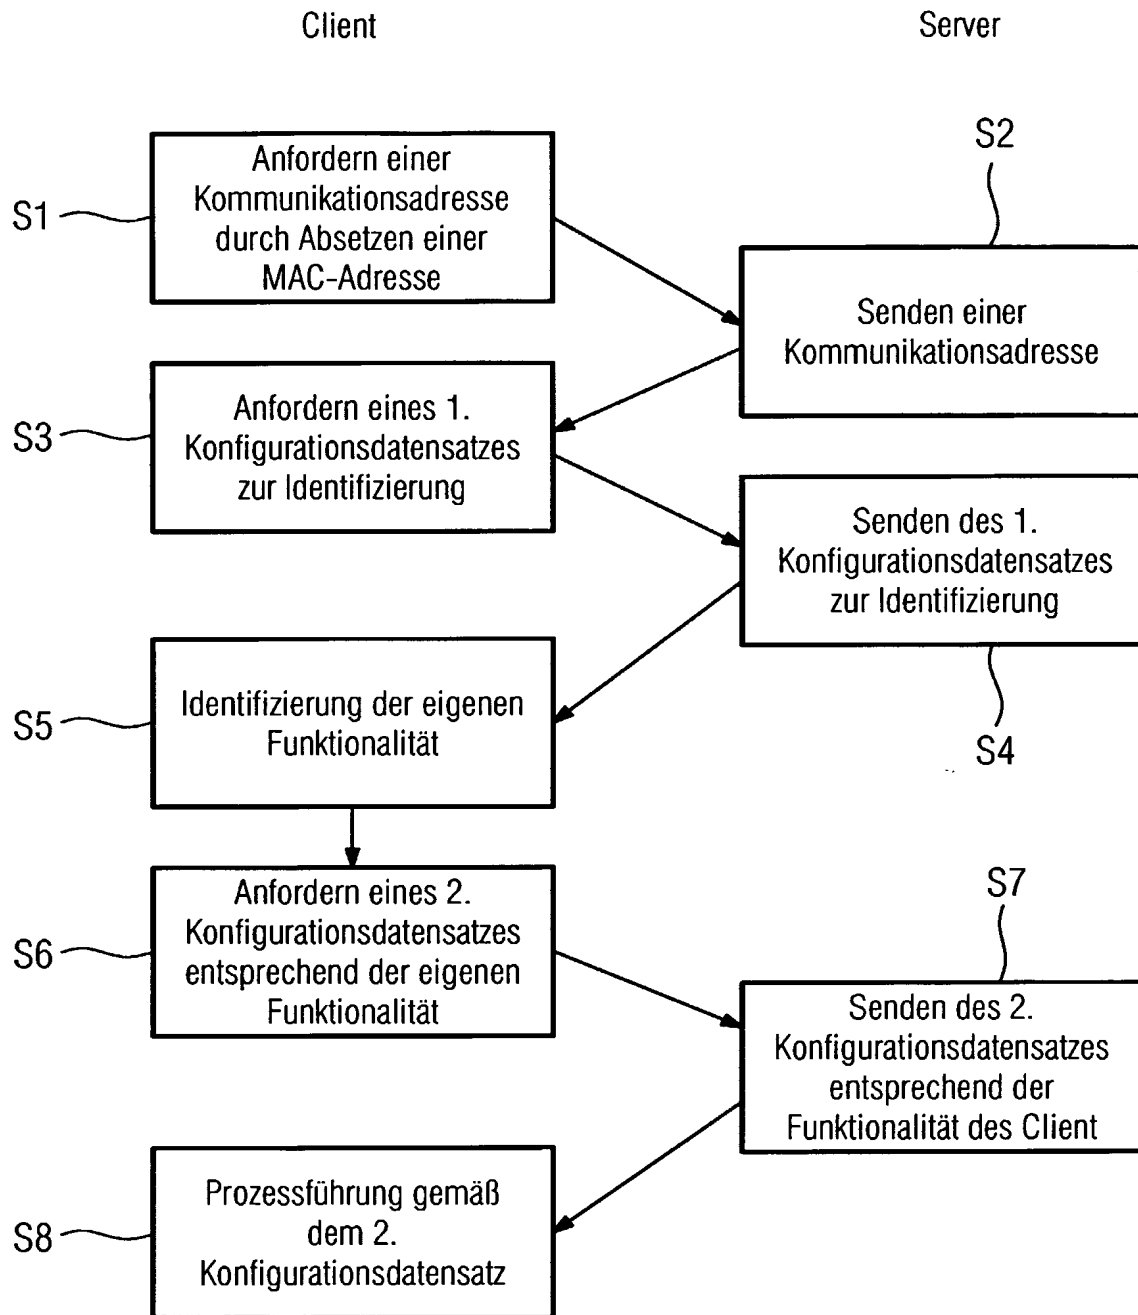 Client
Server
S1
Anfordern einer
Kommunikationsadresse
durch Absetzen einer
MAC-Adresse
S2
Senden einer
Kommunikationsadresse
S3
Anfordern eines 1.
Konfigurationsdatensatzes
zur Identifizierung
Senden des 1.
Konfigurationsdatensatzes
zur Identifizierung
S4
S5
Identifizierung der eigenen
Funktionalität
S6
Anfordern eines 2.
Konfigurationsdatensatzes
entsprechend der eigenen
Funktionalität
S7
Senden des 2.
Konfigurationsdatensatzes
entsprechend der
Funktionalität des Client
S8
Prozessführung gemäß
dem 2.
Konfigurationsdatensatz